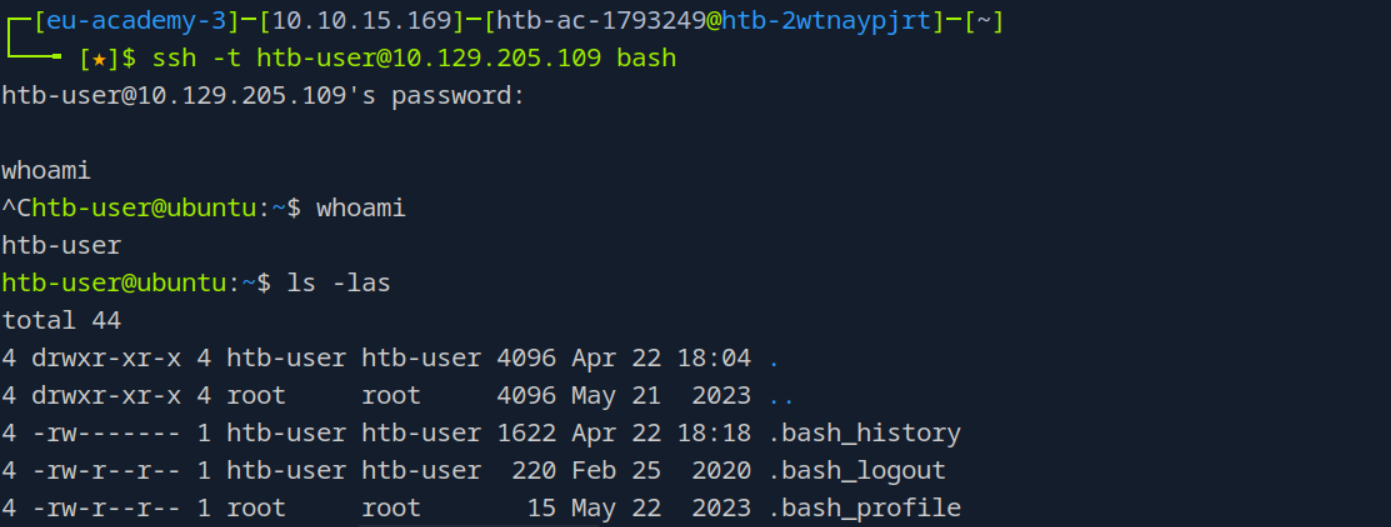 ┌─[eu-academy-3]─[10.10.15.169]─[htb-ac-1793249@htb-2wtnaypjrt]─[~]
└──╼ [★]$ ssh -t htb-user@10.129.205.109 bash
htb-user@10.129.205.109's password:
whoami
^Chtb-user@ubuntu:~$ whoami
htb-user
htb-user@ubuntu:~$ ls -las
total 44
4 drwxr-xr-x 4 htb-user htb-user 4096 Apr 22 18:04 .
4 drwxr-xr-x 4 root     root     4096 May 21  2023 ..
4 -rw------- 1 htb-user htb-user 1622 Apr 22 18:18 .bash_history
4 -rw-r--r-- 1 htb-user htb-user  220 Feb 25  2020 .bash_logout
4 -rw-r--r-- 1 root     root       15 May 22  2023 .bash_profile